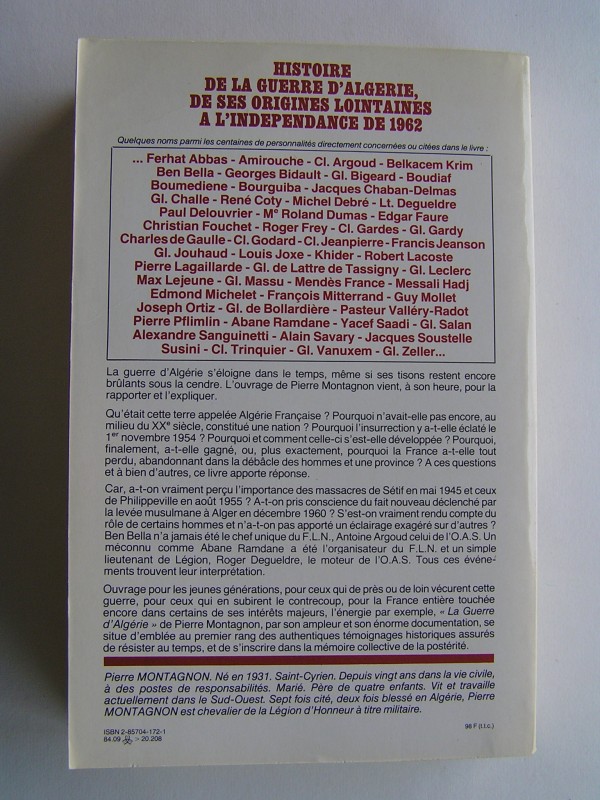 HISTOIRE
DE LA GUERRE D'ALGERIE,
DE SES ORIGINES LOINTAINES
A L'INDEPENDANCE DE 1962
Quelques noms parmi les centaines de personnalités directement concernées ou citées dans le livre :
... Ferhat Abbas - Amirouche - Cl. Argoud - Belkacem Krim
Ben Bella - Georges Bidault - Gl. Bigeard - Boudiaf
Boumediene - Bourguiba - Jacques Chaban-Delmas
Gl. Challe - René Coty - Michel Debré - Lt. Degueldre
Paul Delouvrier - Me Roland Dumas - Edgar Faure
Christian Fouchet - Roger Frey - Cl. Gardes - Gl. Gardy
Charles de Gaulle - Cl. Godard - Cl. Jeanpierre - Francis Jeanson
Gl. Jouhaud - Louis Joxe - Khider - Robert Lacoste
Pierre Lagaillarde - Gl. de Lattre de Tassigny - Gl. Leclerc
Max Lejeune - Gl. Massu - Mendès France - Messali Hadj
Edmond Michelet - François Mitterrand - Guy Mollet
Joseph Ortiz - Gl. de Bollardière - Pasteur Valléry-Radot
Pierre Pflimlin - Abane Ramdane - Yacef Saadi - Gl. Salan
Alexandre Sanguinetti - Alain Savary - Jacques Soustelle
Susini - Cl. Trinquier - Gl. Vanuxem - Gl. Zeller...
La guerre d'Algérie s'éloigne dans le temps, même si ses tisons restent encore
brûlants sous la cendre. L'ouvrage de Pierre Montagnon vient, à son heure, pour la
rapporter et l'expliquer.
Qu'était cette terre appelée Algérie Française ? Pourquoi n'avait-elle pas encore, au
milieu du XXe siècle, constitué une nation ? Pourquoi l'insurrection y a-t-elle éclaté le
1er novembre 1954 ? Pourquoi et comment celle-ci s'est-elle développée ? Pourquoi,
finalement, a-t-elle gagné, ou, plus exactement, pourquoi la France a-t-elle tout
perdu, abandonnant dans la débâcle des hommes et une province ? A ces questions
et à bien d'autres, ce livre apporte réponse.
Car, a-t-on vraiment perçu l'importance des massacres de Sétif en mai 1945 et ceux
de Philippeville en août 1955 ? A-t-on pris conscience du fait nouveau déclenché par
la levée musulmane à Alger en décembre 1960 ? S'est-on vraiment rendu compte du
rôle de certains hommes et n'a-t-on pas apporté un éclairage exagéré sur d'autres ?
Ben Bella n'a jamais été le chef unique du F.L.N., Antoine Argoud celui de l'O.A.S. Un
méconnu comme Abane Ramdane a été l'organisateur du F.L.N. et un simple
lieutenant de Légion, Roger Degueldre, le moteur de l'O.A.S. Tous ces événe-
ments trouvent leur interprétation.
Ouvrage pour les jeunes générations, pour ceux qui de près ou de loin vécurent cette
guerre, pour ceux qui en subirent le contrecoup, pour la France entière touchée
encore dans certains de ses intérêts majeurs, l'énergie par exemple, « La Guerre
d'Algérie » de Pierre Montagnon, par son ampleur et son énorme documentation, se
situe d'emblée au premier rang des authentiques témoignages historiques assurés
de résister au temps, et de s'inscrire dans la mémoire collective de la postérité.
Pierre MONTAGNON. Né en 1931. Saint-Cyrien. Depuis vingt ans dans la vie civile,
à des postes de responsabilités. Marié. Père de quatre enfants. Vit et travaille
actuellement dans le Sud-Ouest. Sept fois cité, deux fois blessé en Algérie, Pierre
MONTAGNON est chevalier de la Légion d'Honneur à titre militaire.
ISBN 2-85704-172-1
98 F (t.t.c.)
84.09 > 20.208